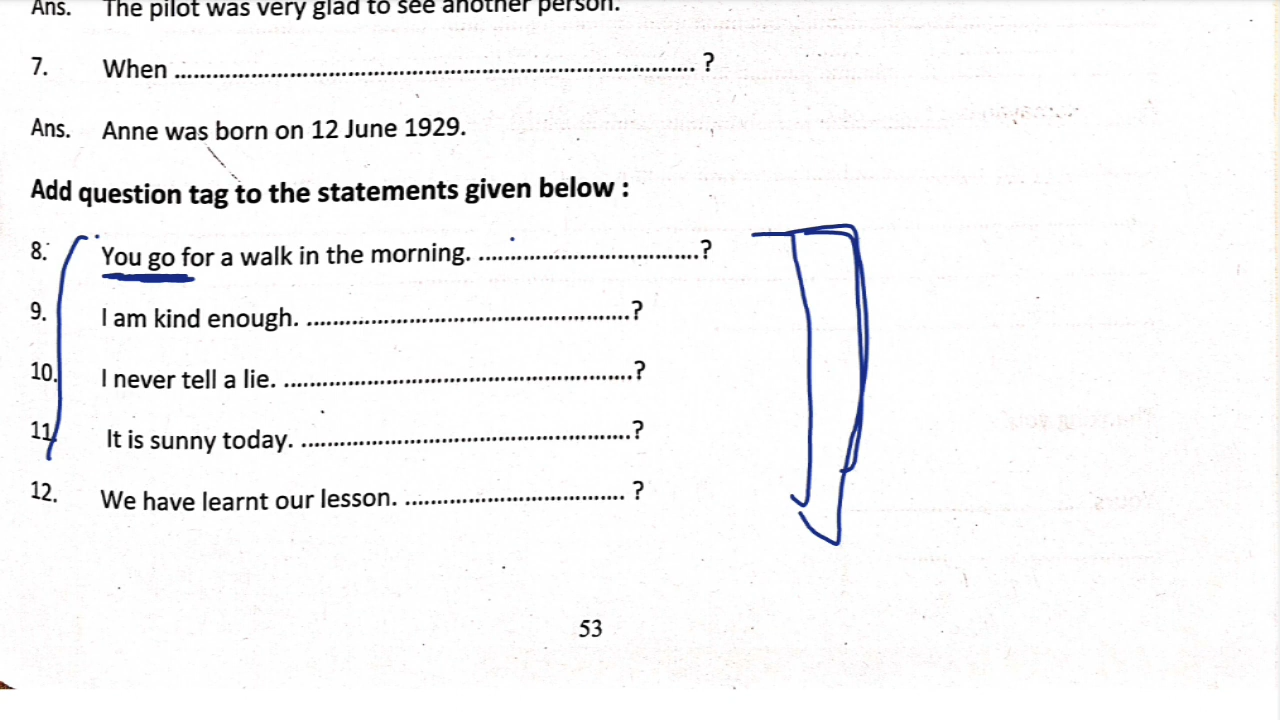 Ans. The pilot was very glad to see another person.
7. When ............................................................ ?
Ans. Anne was born on 12 June 1929.
Add question tag to the statements given below :
8. You go for a walk in the morning. ....................................?
9. I am kind enough. ....................................................?
10. I never tell a lie. .........................................................?
11. It is sunny today. .....................................................?
12. We have learnt our lesson. .................................... ?
53